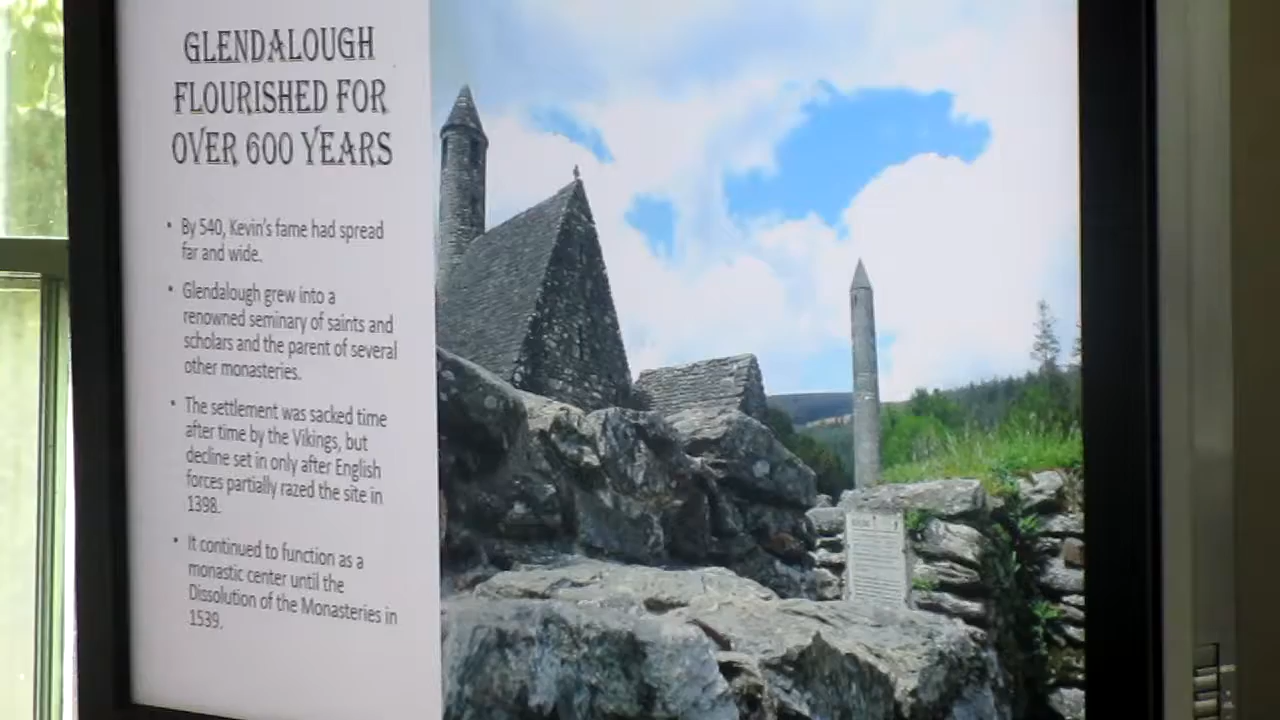 GLENDALOUGH
FLOURISHED FOR
OVER 600 YEARS
• By 540, Kevin's fame had spread
far and wide.
• Glendalough grew into a
renowned seminary of saints and
scholars and the parent of several
other monasteries.
• The settlement was sacked time
after time by the Vikings, but
decline set in only after English
forces partially razed the site in
1398.
• It continued to function as a
monastic center until the
Dissolution of the Monasteries in
1539.